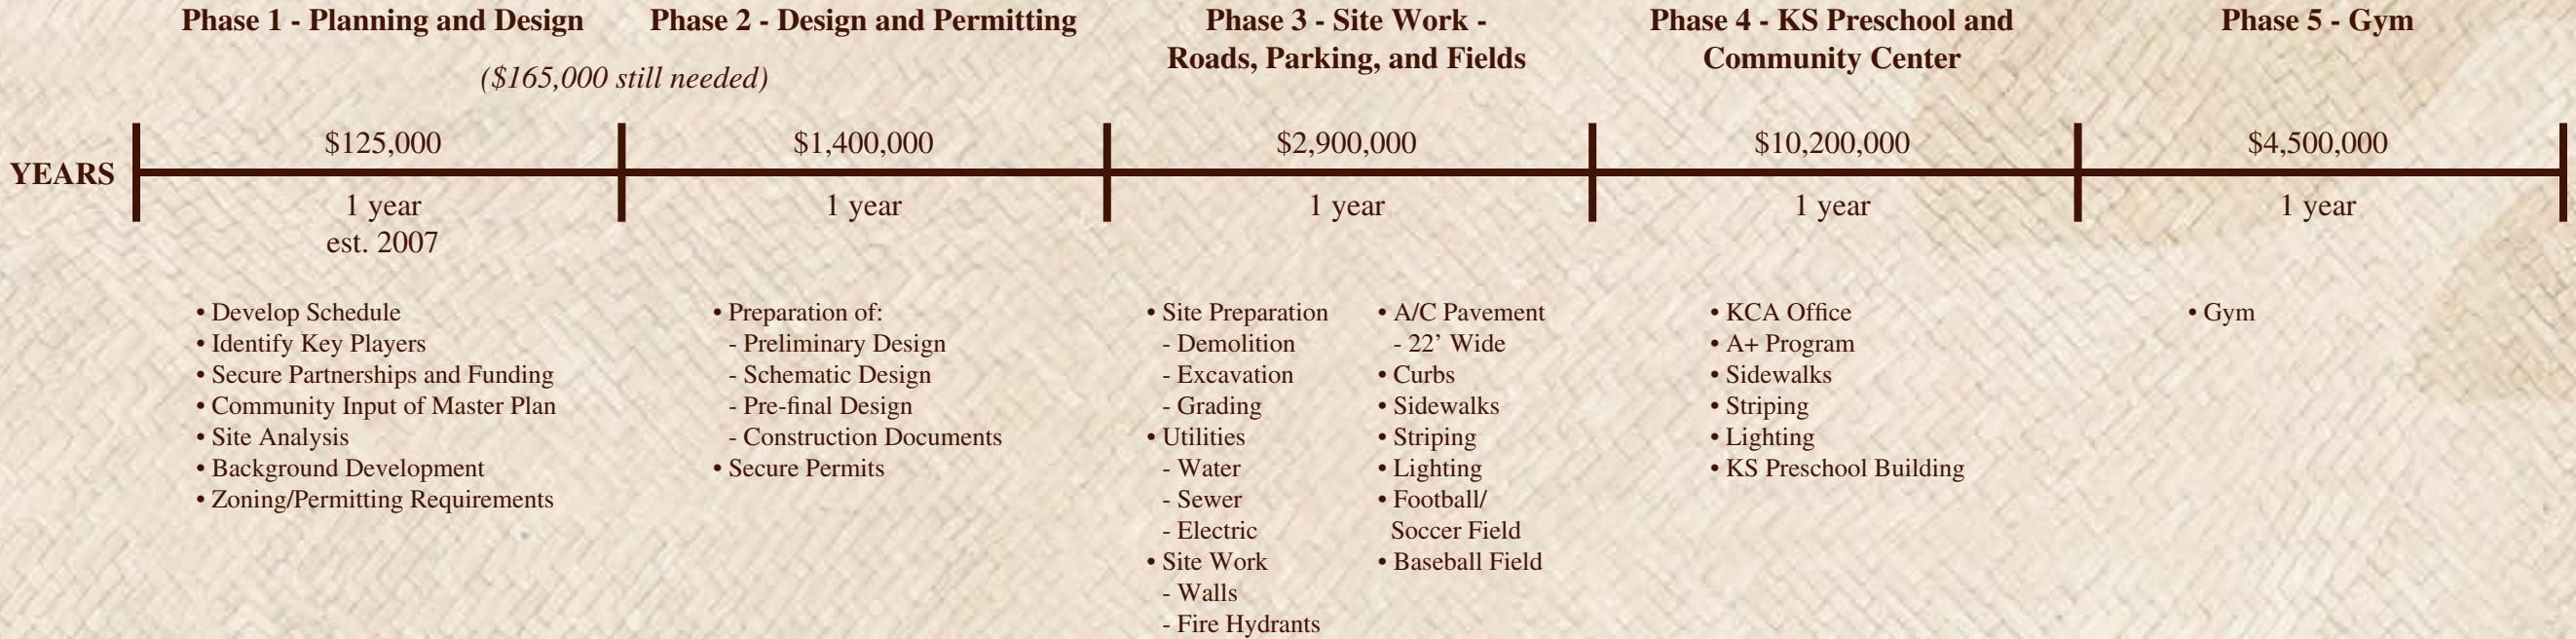 Phase 1 - Planning and Design
Phase 2 - Design and Permitting
($165,000 still needed)
Phase 3 - Site Work -
Roads, Parking, and Fields
Phase 4 - KS Preschool and
Community Center
Phase 5 - Gym
YEARS
$125,000
$1,400,000
$2,900,000
$10,200,000
$4,500,000
1 year
est. 2007
1 year
1 year
1 year
1 year
• Develop Schedule
• Identify Key Players
• Secure Partnerships and Funding
• Community Input of Master Plan
• Site Analysis
• Background Development
• Zoning/Permitting Requirements
• Preparation of:
- Preliminary Design
- Schematic Design
- Pre-final Design
- Construction Documents
• Secure Permits
• Site Preparation
- Demolition
- Excavation
- Grading
• Utilities
- Water
- Sewer
- Electric
• Site Work
- Walls
- Fire Hydrants
• A/C Pavement
- 22’ Wide
• Curbs
• Sidewalks
• Striping
• Lighting
• Football/
Soccer Field
• Baseball Field
• KCA Office
• A+ Program
• Sidewalks
• Striping
• Lighting
• KS Preschool Building
• Gym